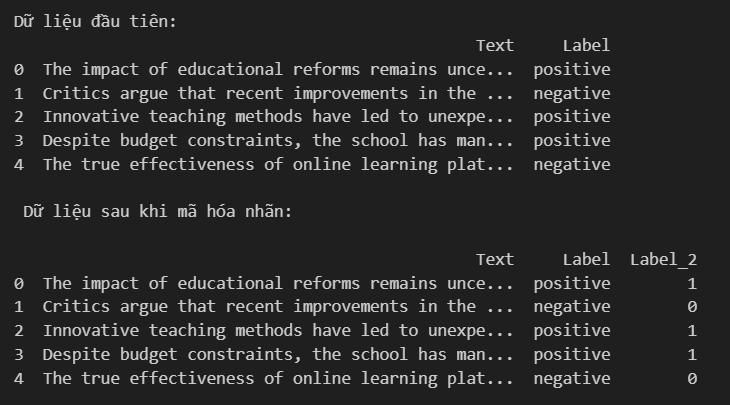 Dữ liệu đầu tiên:
Text Label
0 The impact of educational reforms remains unce... positive
1 Critics argue that recent improvements in the ... negative
2 Innovative teaching methods have led to unexpe... positive
3 Despite budget constraints, the school has man... positive
4 The true effectiveness of online learning plat... negative
Dữ liệu sau khi mã hóa nhãn:
Text Label Label_2
0 The impact of educational reforms remains unce... positive 1
1 Critics argue that recent improvements in the ... negative 0
2 Innovative teaching methods have led to unexpe... positive 1
3 Despite budget constraints, the school has man... positive 1
4 The true effectiveness of online learning plat... negative 0